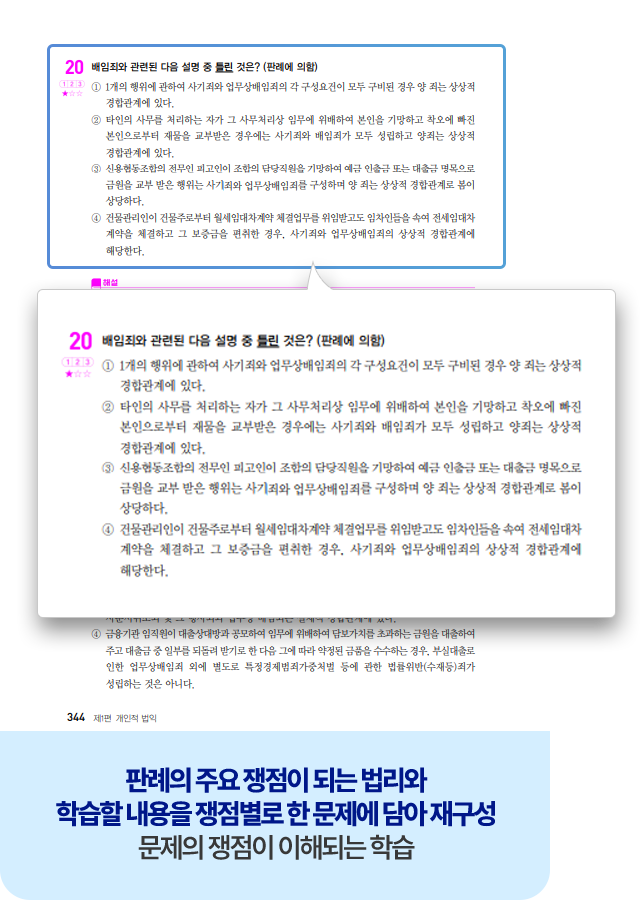 20 배임죄와 관련된 다음 설명 중 틀린 것은? (판례에 의함)
1 2 3
★☆☆
① 1개의 행위에 관하여 사기죄와 업무상배임죄의 각 구성요건이 모두 구비된 경우 양 죄는 상상적
경합관계에 있다.
② 타인의 사무를 처리하는 자가 그 사무처리상 임무에 위배하여 본인을 기망하고 착오에 빠진
본인으로부터 재물을 교부받은 경우에는 사기죄와 배임죄가 모두 성립하고 양죄는 상상적
경합관계에 있다.
③ 신용협동조합의 전무인 피고인이 조합의 담당직원을 기망하여 예금 인출금 또는 대출금 명목으로
금원을 교부 받은 행위는 사기죄와 업무상배임죄를 구성하며 양 죄는 상상적 경합관계로 봄이
상당하다.
④ 건물관리인이 건물주로부터 월세임대차계약 체결업무를 위임받고도 임차인들을 속여 전세임대차
계약을 체결하고 그 보증금을 편취한 경우. 사기죄와 업무상배임죄의 상상적 경합관계에
해당한다.
해설
20 배임죄와 관련된 다음 설명 중 틀린 것은? (판례에 의함)
1 2 3
★☆☆
① 1개의 행위에 관하여 사기죄와 업무상배임죄의 각 구성요건이 모두 구비된 경우 양 죄는 상상적
경합관계에 있다.
② 타인의 사무를 처리하는 자가 그 사무처리상 임무에 위배하여 본인을 기망하고 착오에 빠진
본인으로부터 재물을 교부받은 경우에는 사기죄와 배임죄가 모두 성립하고 양죄는 상상적
경합관계에 있다.
③ 신용협동조합의 전무인 피고인이 조합의 담당직원을 기망하여 예금 인출금 또는 대출금 명목으로
금원을 교부 받은 행위는 사기죄와 업무상배임죄를 구성하며 양 죄는 상상적 경합관계로 봄이
상당하다.
④ 건물관리인이 건물주로부터 월세임대차계약 체결업무를 위임받고도 임차인들을 속여 전세임대차
계약을 체결하고 그 보증금을 편취한 경우. 사기죄와 업무상배임죄의 상상적 경합관계에
해당한다.
④ 금융기관 임직원이 대출상대방과 공모하여 임무에 위배하여 담보가치를 초과하는 금원을 대출하여
주고 대출금 중 일부를 되돌려 받기로 한 다음 그에 따라 약정된 금품을 수수하는 경우. 부실대출로
인한 업무상배임죄 외에 별도로 특정경제범죄가중처벌 등에 관한 법률위반(수재등)죄가
성립하는 것은 아니다.
344 제1편 개인적 법익
판례의 주요 쟁점이 되는 법리와
학습할 내용을 쟁점별로 한 문제에 담아 재구성
문제의 쟁점이 이해되는 학습